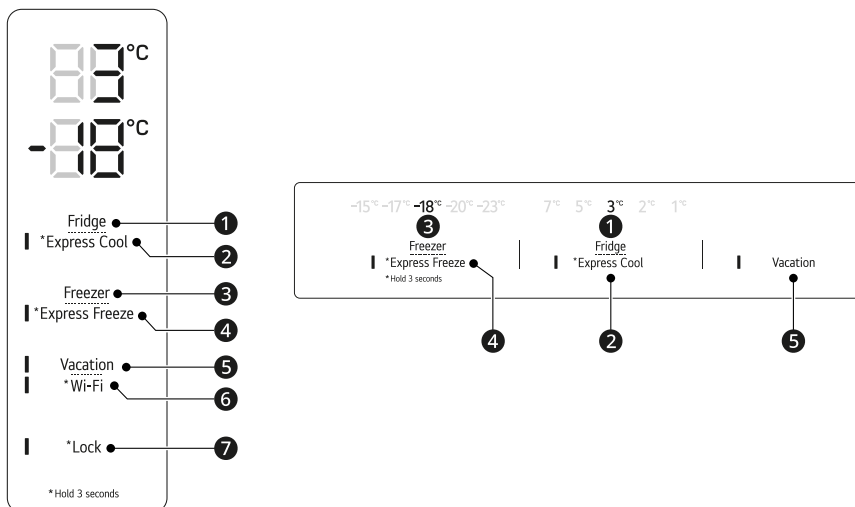 3 °C
-18 °C
Fridge 1
*Express Cool 2
Freezer 3
*Express Freeze 4
Vacation 5
*Wi-Fi 6
*Lock 7
*Hold 3 seconds
-15°C -17°C -18°C -20°C -23°C 7°C 5°C 3°C 2°C 1°C
3 1
Freezer Fridge
*Express Freeze *Express Cool Vacation
*Hold 3 seconds
4 2 5